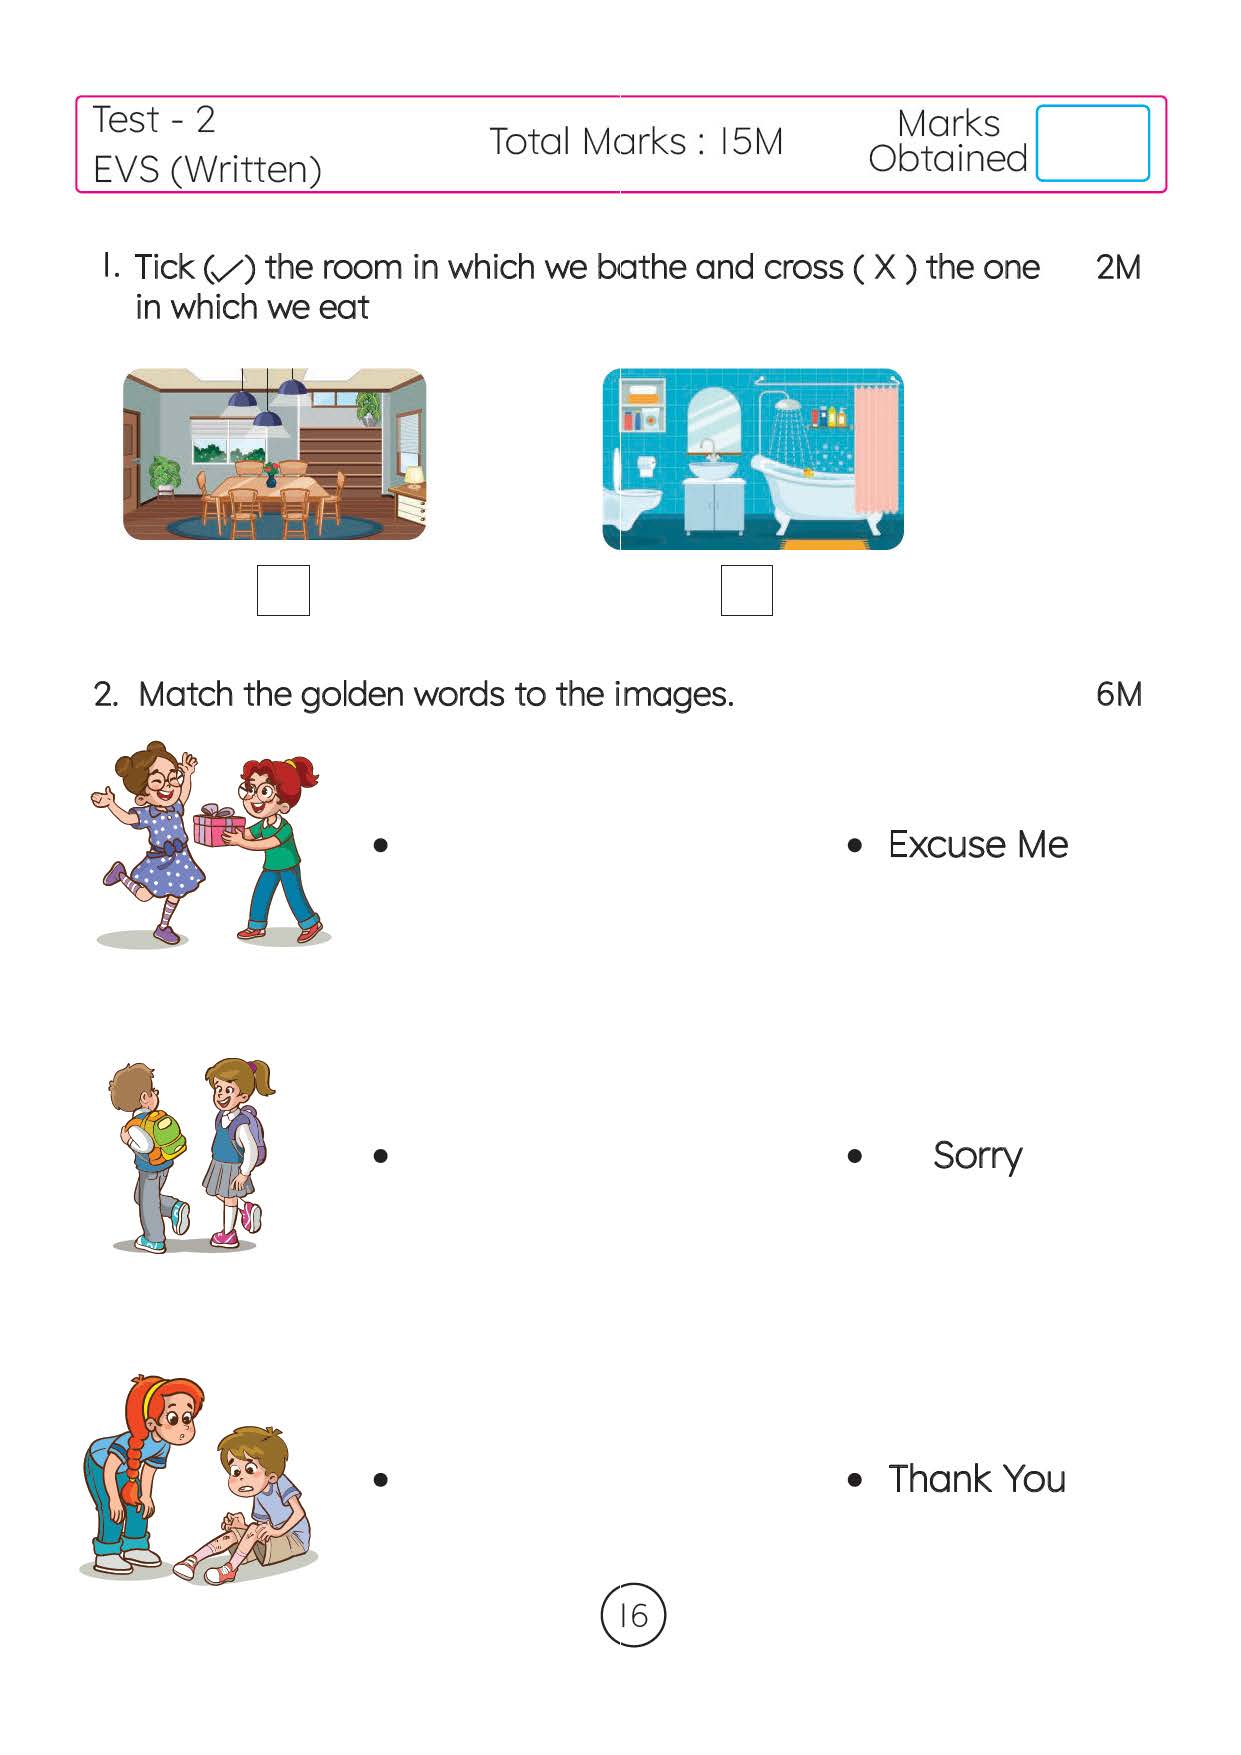 Test - 2
EVS (Written)
Total Marks : 15M
Marks
Obtained
1. Tick (✓) the room in which we bathe and cross ( X ) the one 2M
in which we eat
2. Match the golden words to the images. 6M
Excuse Me
Sorry
Thank You
16